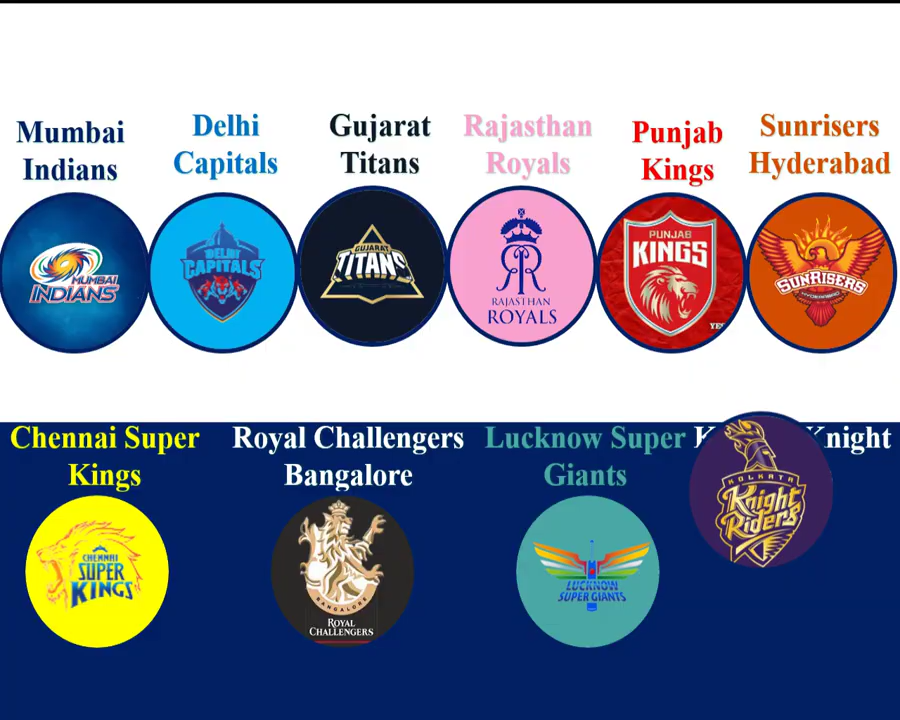 Mumbai
Indians
Delhi
Capitals
Gujarat
Titans
Rajasthan
Royals
Punjab
Kings
Sunrisers
Hyderabad
MUMBAI
INDIANS
DELHI
CAPITALS
GUJARAT
TITANS
RAJASTHAN
ROYALS
PUNJAB
KINGS
SUNRISERS
HYDERABAD
Chennai Super
Kings
Royal Challengers
Bangalore
Lucknow Super
Giants
Knight
CHENNAI
SUPER
KINGS
BANGALORE
ROYAL
CHALLENGERS
LUCKNOW
SUPER GIANTS
KOLKATA
Knight
Riders